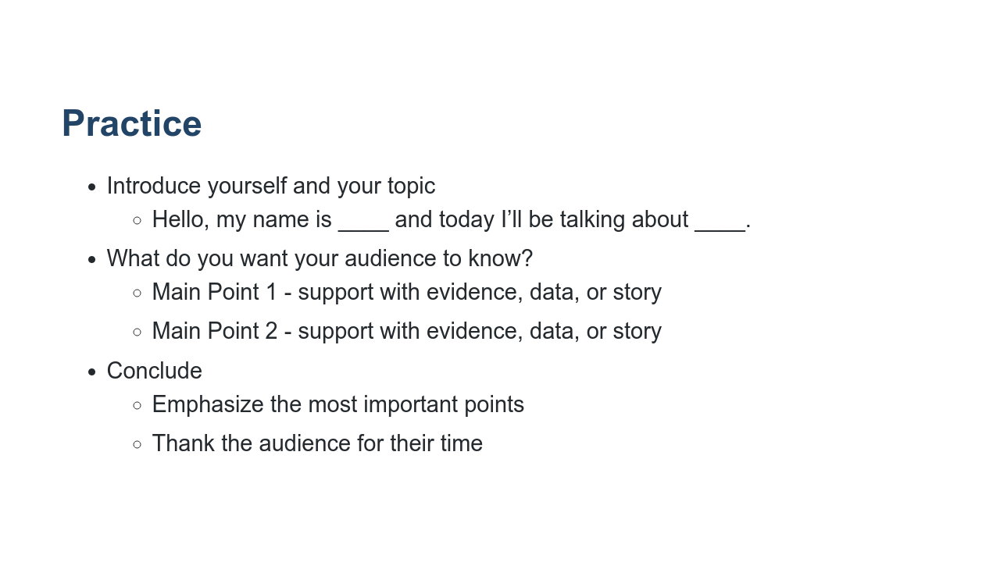 Practice
• Introduce yourself and your topic
○ Hello, my name is ____ and today I’ll be talking about ____.
• What do you want your audience to know?
○ Main Point 1 - support with evidence, data, or story
○ Main Point 2 - support with evidence, data, or story
• Conclude
○ Emphasize the most important points
○ Thank the audience for their time